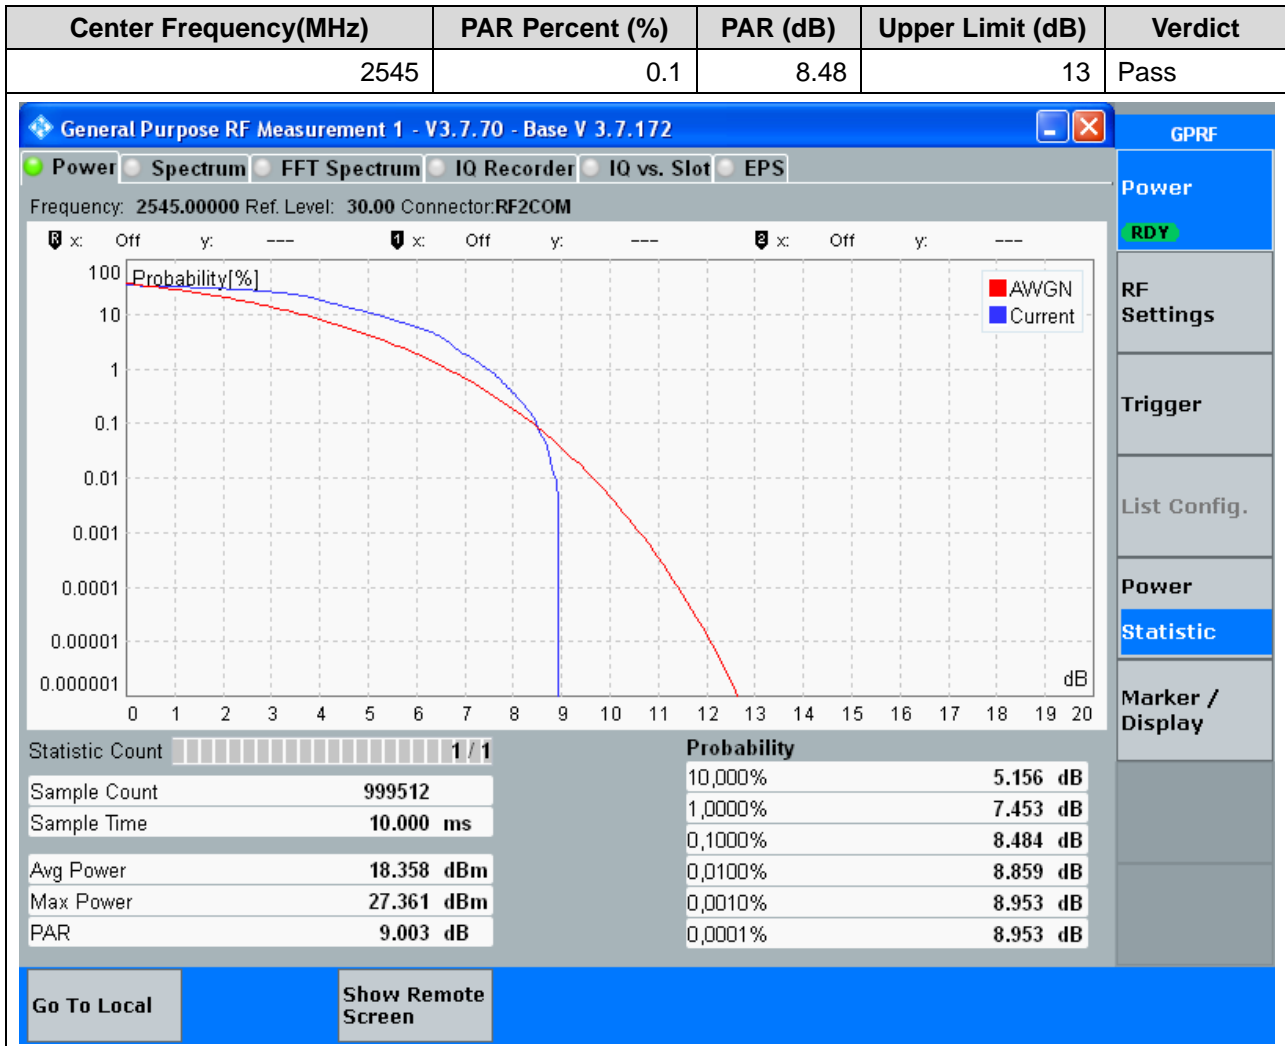 Center Frequency(MHz) PAR Percent (%) PAR (dB) Upper Limit (dB) Verdict
2545 0.1 8.48 13 Pass
General Purpose RF Measurement 1 - V3.7.70 - Base V 3.7.172
GPRF
Power Spectrum FFT Spectrum IQ Recorder IQ vs. Slot EPS
Frequency: 2545.00000 Ref. Level: 30.00 Connector:RF2COM
R x: Off y: --- 1 x: Off y: --- 2 x: Off y: ---
Probability[%]
AWGN
Current
100
10
1
0.1
0.01
0.001
0.0001
0.00001
0.000001
dB
0 1 2 3 4 5 6 7 8 9 10 11 12 13 14 15 16 17 18 19 20
Statistic Count 1 / 1
Sample Count 999512
Sample Time 10.000 ms
Avg Power 18.358 dBm
Max Power 27.361 dBm
PAR 9.003 dB
Probability
10,000% 5.156 dB
1,0000% 7.453 dB
0,1000% 8.484 dB
0,0100% 8.859 dB
0,0010% 8.953 dB
0,0001% 8.953 dB
Power
RDY
RF
Settings
Trigger
List Config.
Power
Statistic
Marker /
Display
Go To Local
Show Remote
Screen